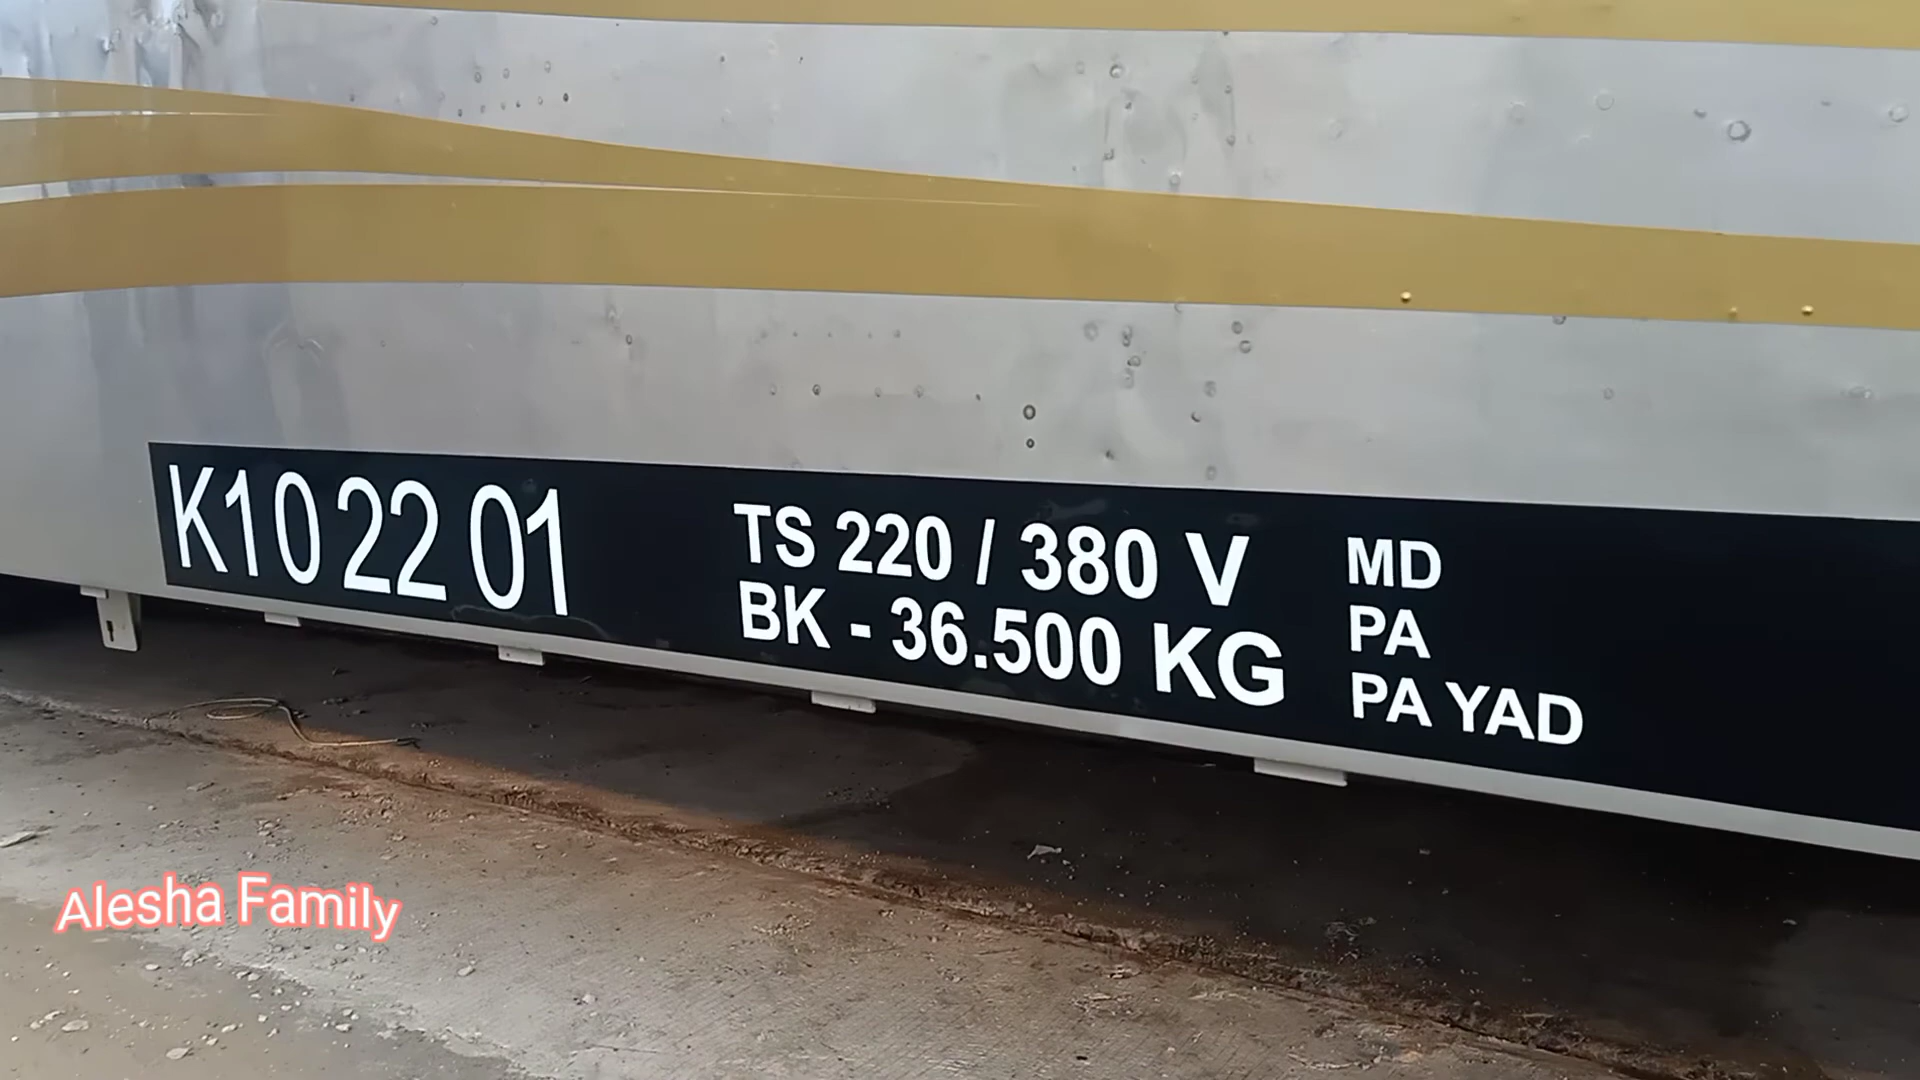 K1 0 22 01
TS 220 / 380 V
BK - 36.500 KG
MD
PA
PA YAD
Alesha Family